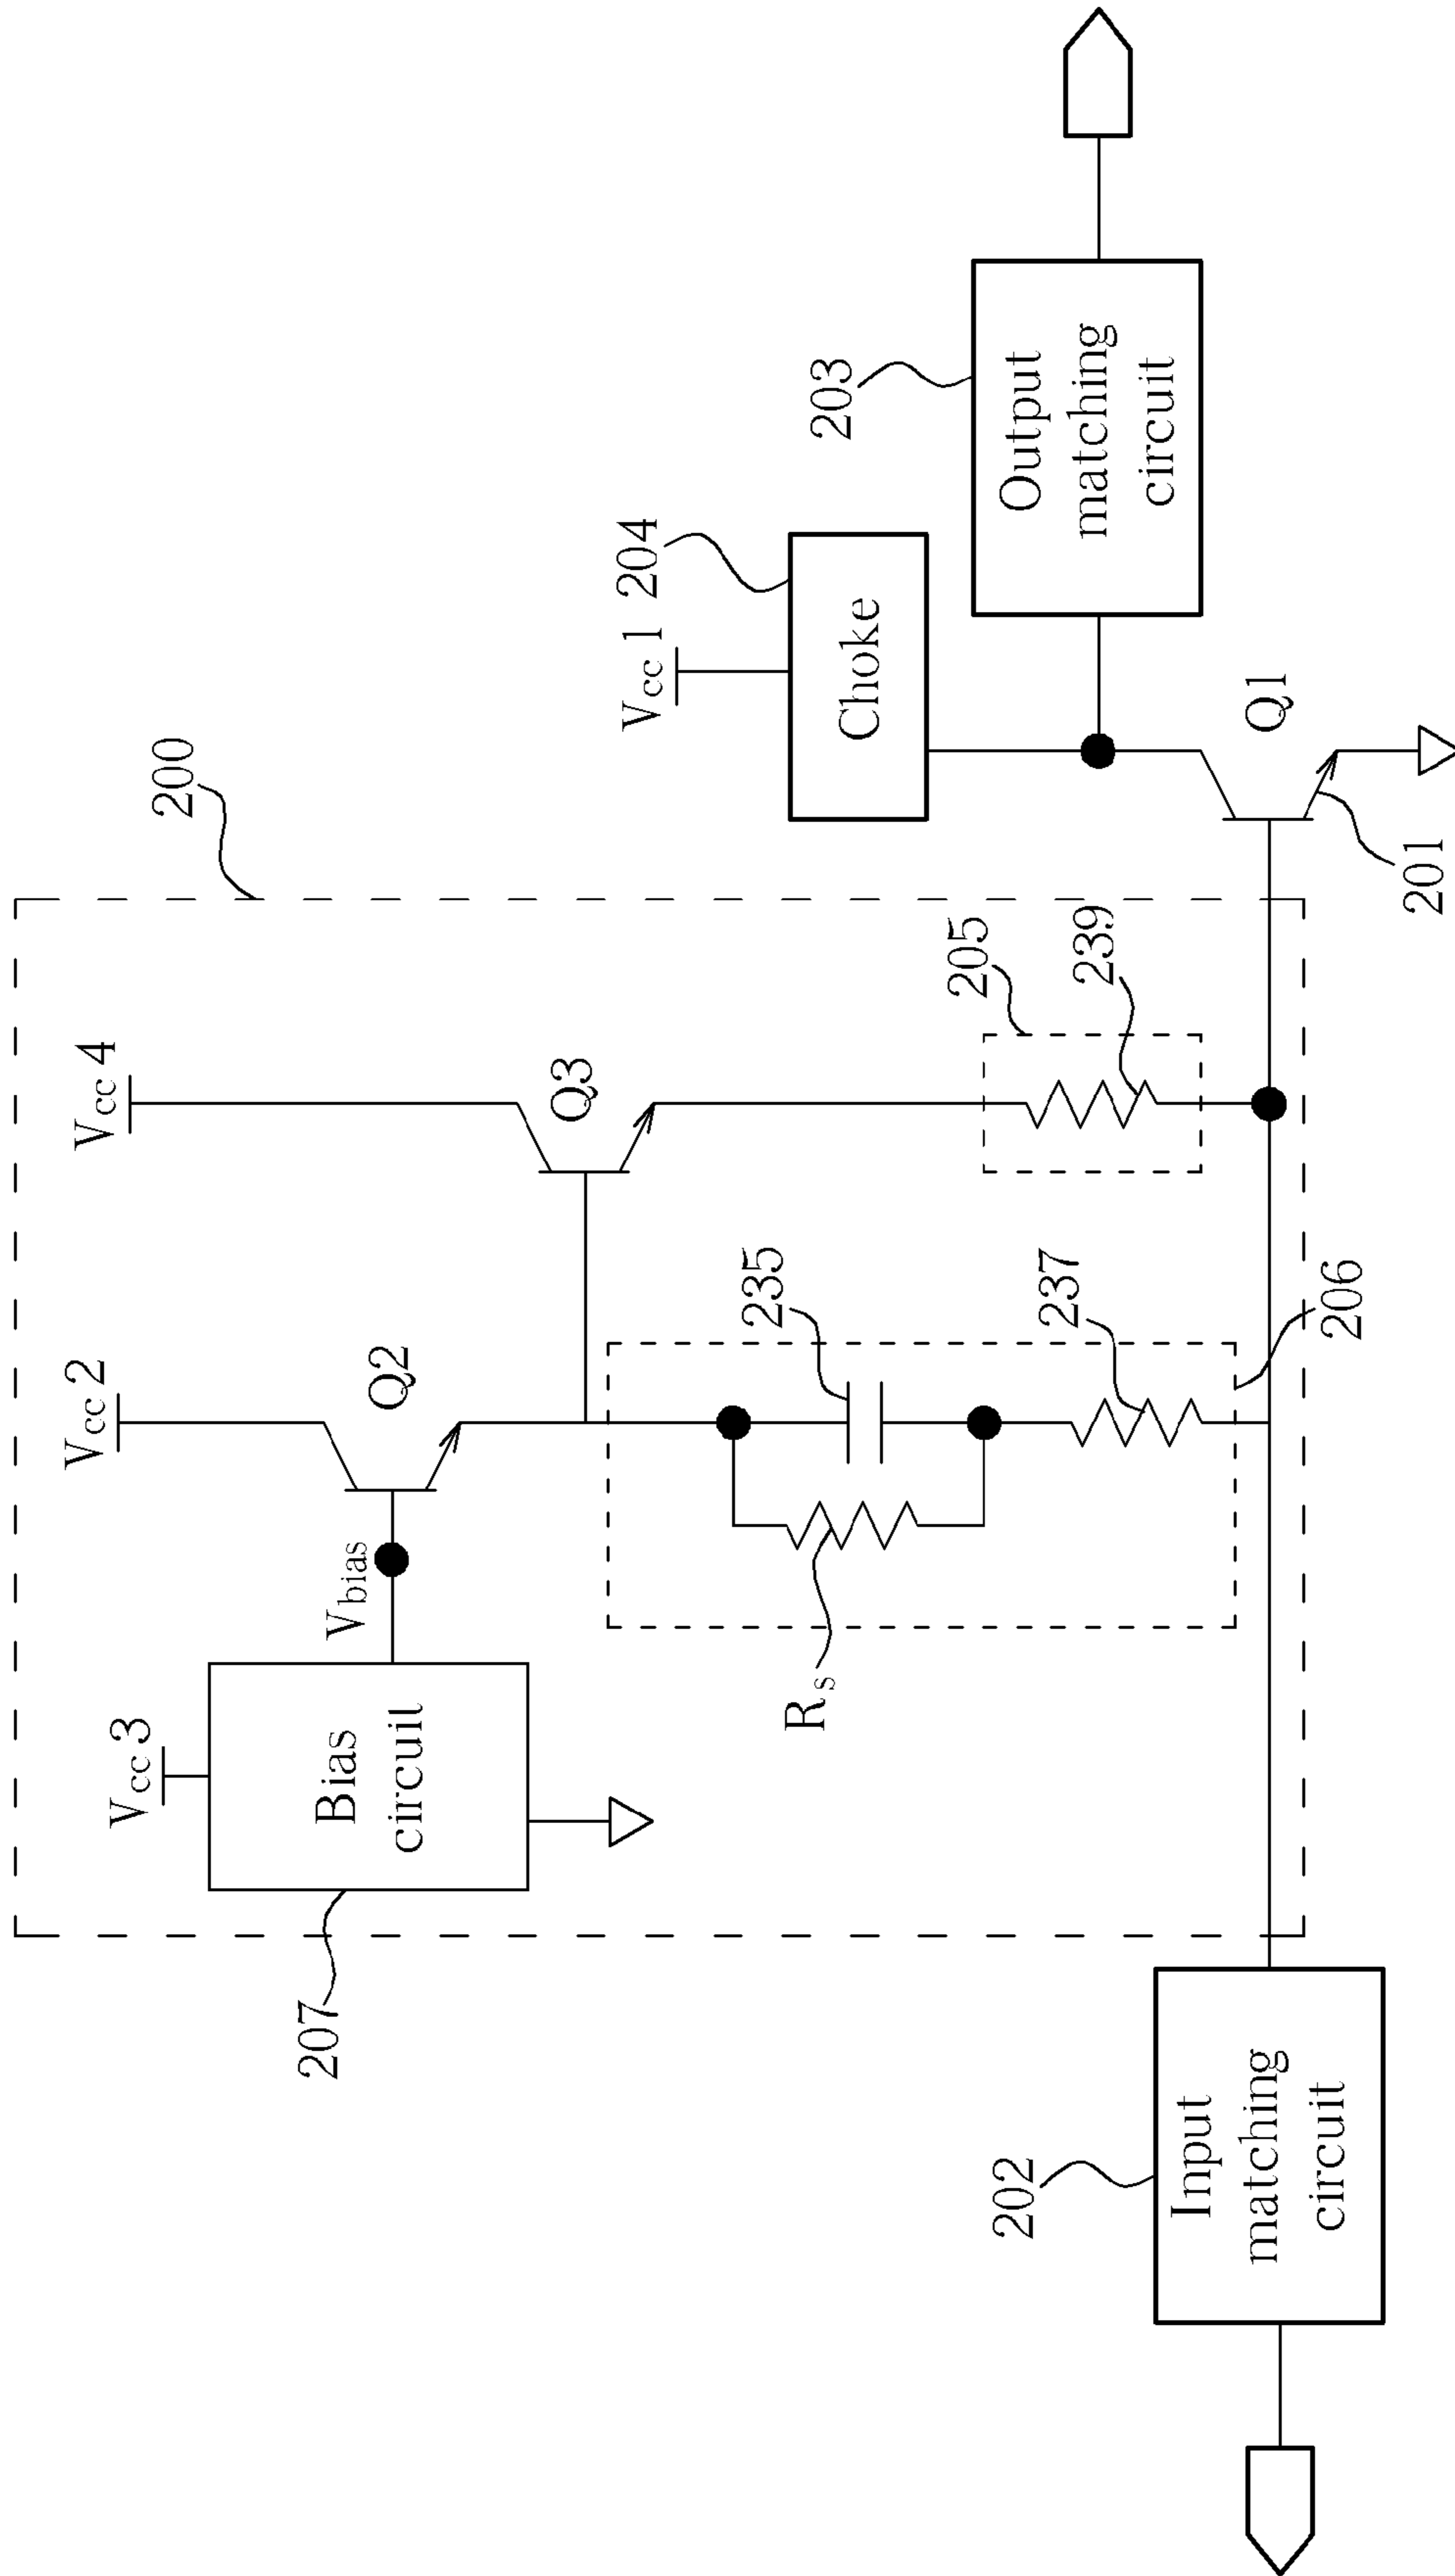 200
Vcc 3
Vcc 2
Vcc 4
207
Bias
circuit
Vbias
Q2
Q3
Vcc 1
204
Choke
203
Output
matching
circuit
Rs
235
237
206
205
239
Q1
201
202
Input
matching
circuit